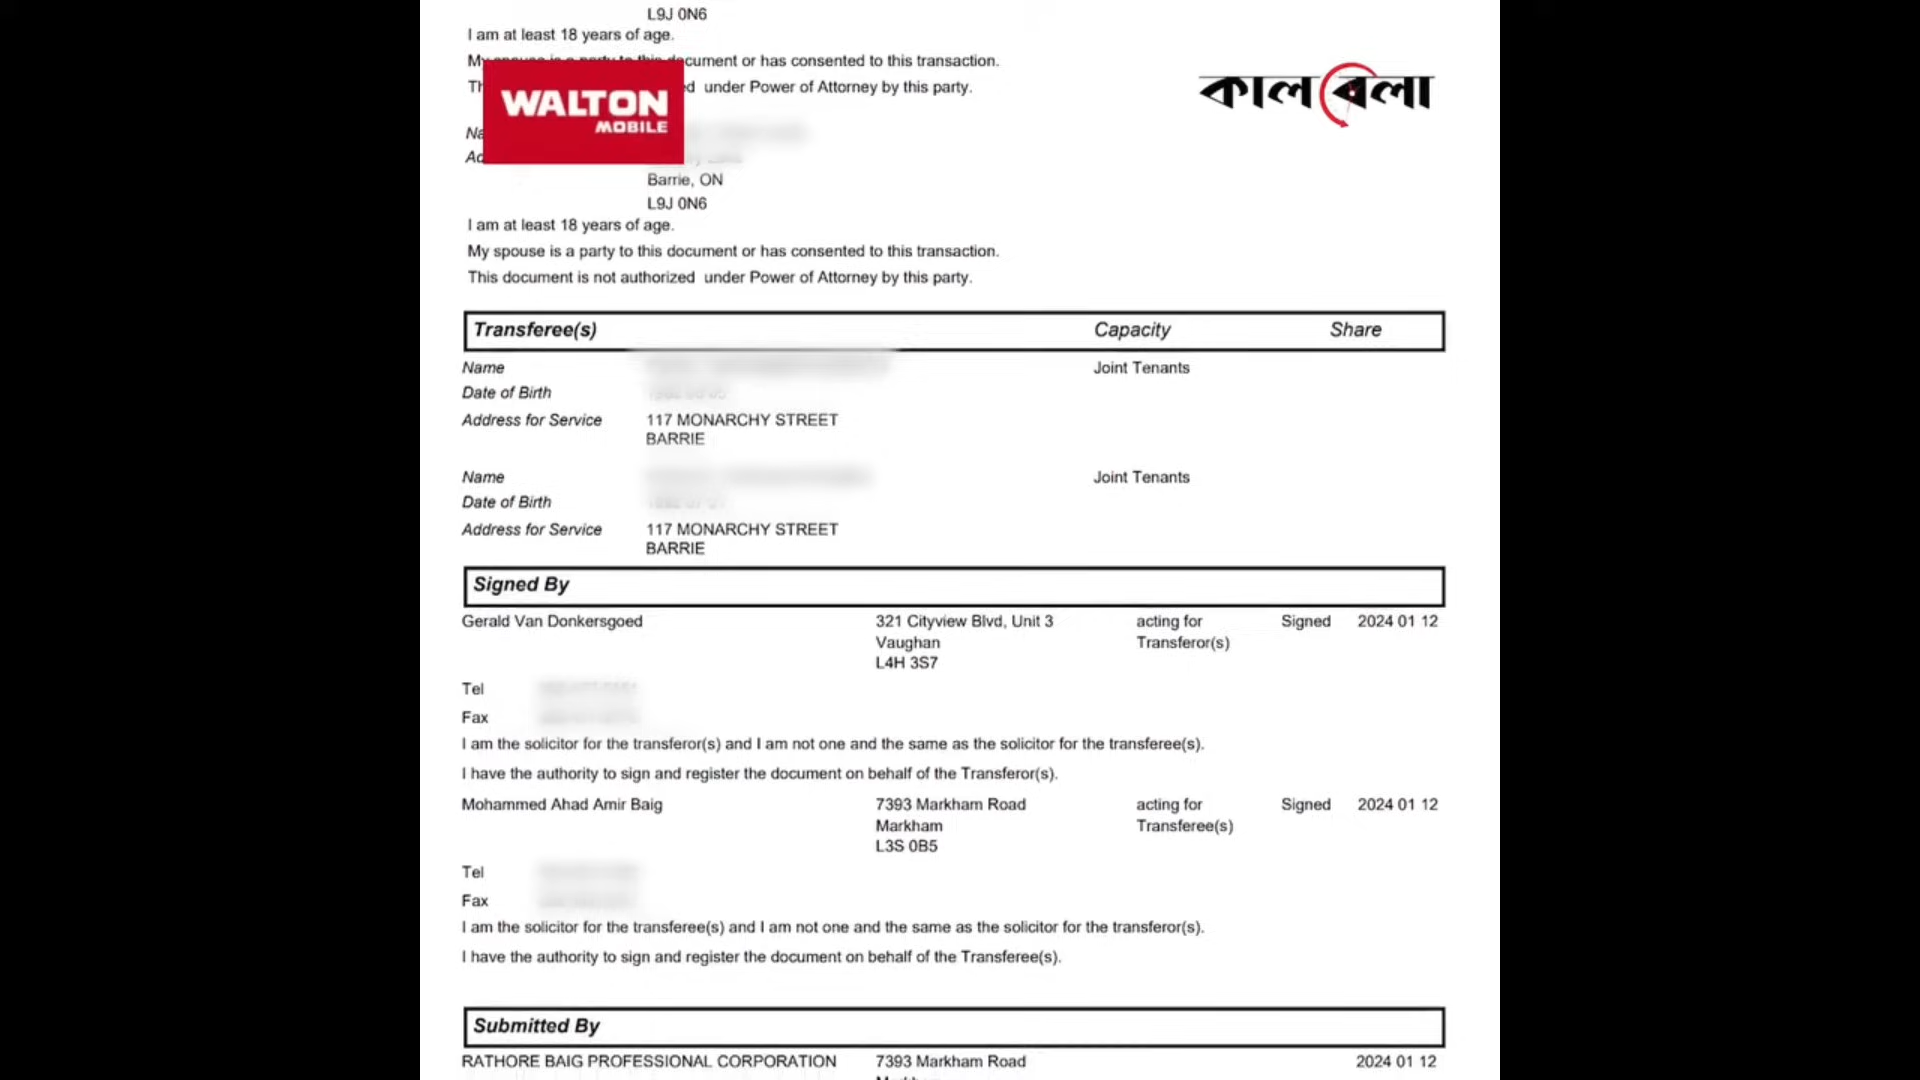 L9J 0N6
I am at least 18 years of age.
cument or has consented to this transaction.
under Power of Attorney by this party.
WALTON
MOBILE
কালবেলা
Barrie, ON
L9J 0N6
I am at least 18 years of age.
My spouse is a party to this document or has consented to this transaction.
This document is not authorized under Power of Attorney by this party.
Transferee(s) Capacity Share
Name Joint Tenants
Date of Birth
Address for Service 117 MONARCHY STREET
BARRIE
Name Joint Tenants
Date of Birth
Address for Service 117 MONARCHY STREET
BARRIE
Signed By
Gerald Van Donkersgoed 321 Cityview Blvd, Unit 3 acting for Signed 2024 01 12
Vaughan Transferor(s)
L4H 3S7
Tel
Fax
I am the solicitor for the transferor(s) and I am not one and the same as the solicitor for the transferee(s).
I have the authority to sign and register the document on behalf of the Transferor(s).
Mohammed Ahad Amir Baig 7393 Markham Road acting for Signed 2024 01 12
Markham Transferee(s)
L3S 0B5
Tel
Fax
I am the solicitor for the transferee(s) and I am not one and the same as the solicitor for the transferor(s).
I have the authority to sign and register the document on behalf of the Transferee(s).
Submitted By
RATHORE BAIG PROFESSIONAL CORPORATION 7393 Markham Road 2024 01 12